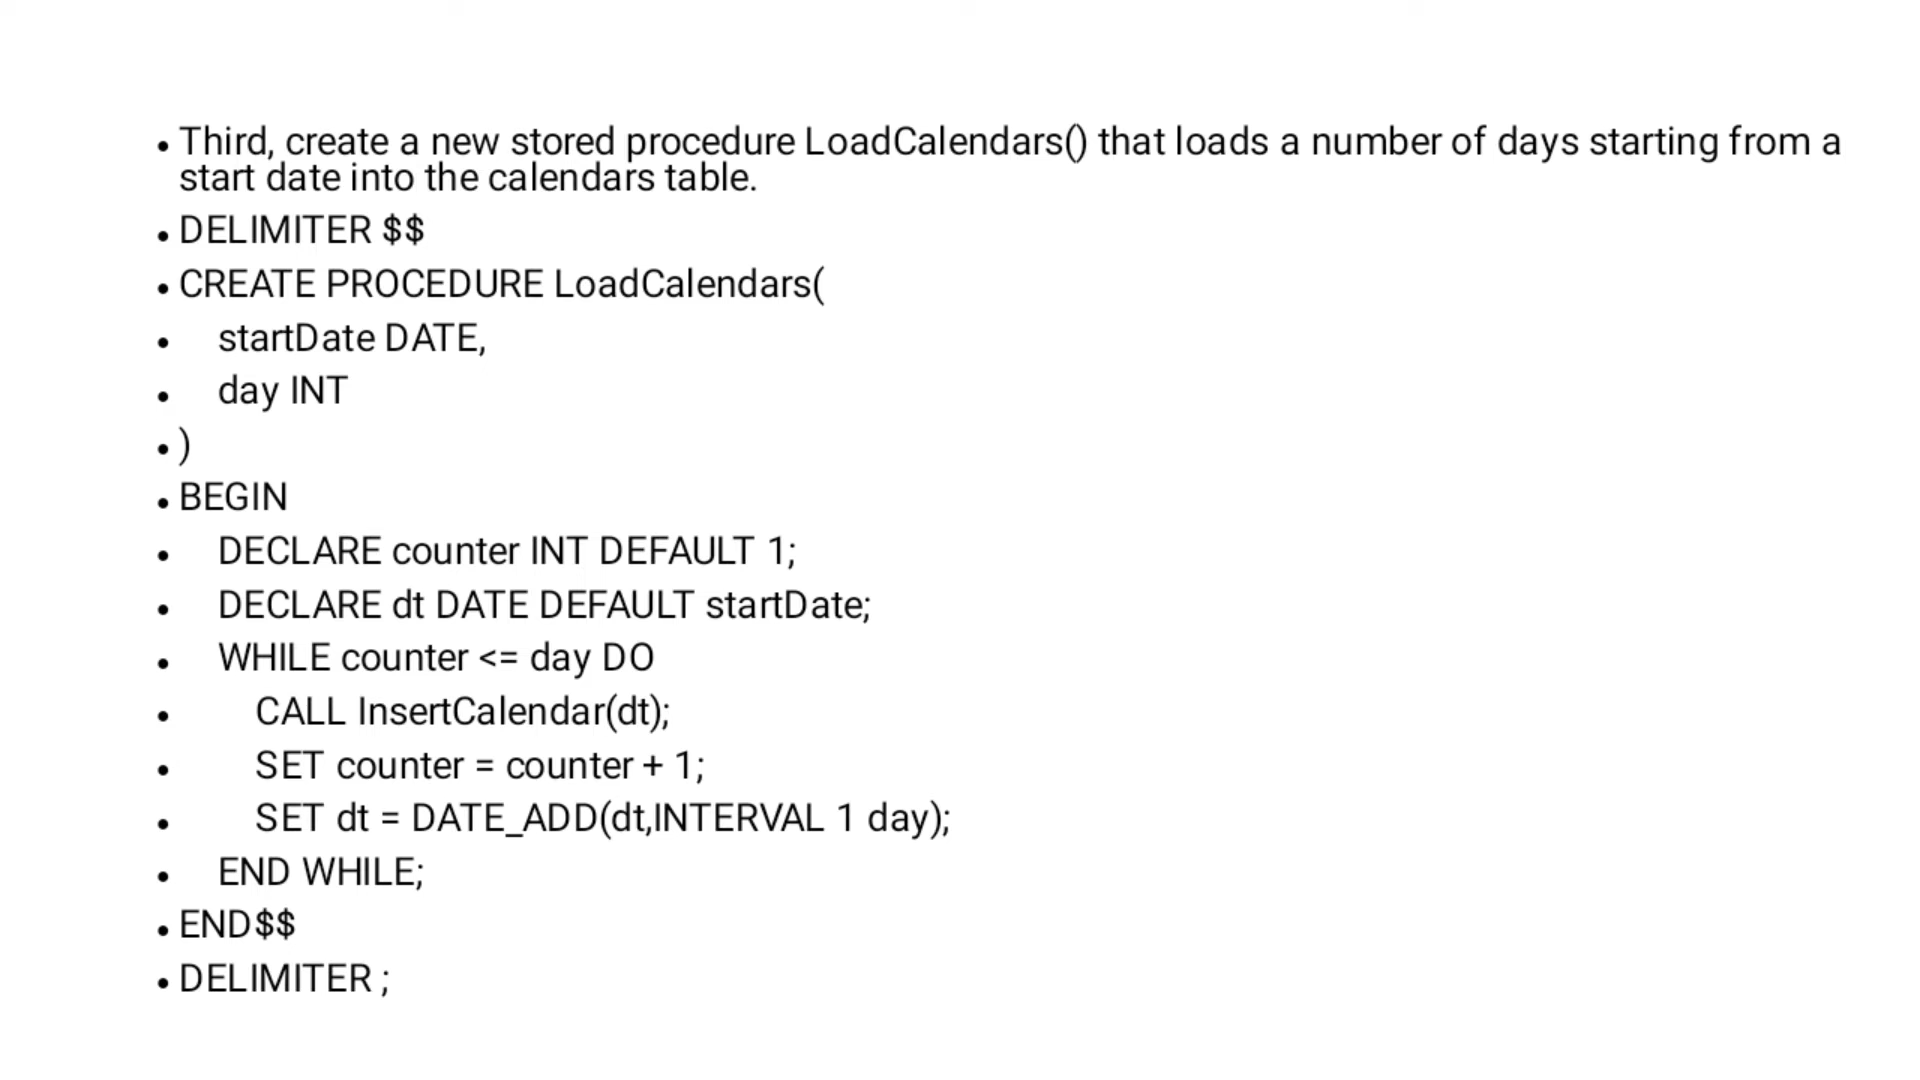 • Third, create a new stored procedure LoadCalendars() that loads a number of days starting from a
start date into the calendars table.
• DELIMITER $$
• CREATE PROCEDURE LoadCalendars(
•    startDate DATE,
•    day INT
• )
• BEGIN
•    DECLARE counter INT DEFAULT 1;
•    DECLARE dt DATE DEFAULT startDate;
•    WHILE counter <= day DO
•        CALL InsertCalendar(dt);
•        SET counter = counter + 1;
•        SET dt = DATE_ADD(dt,INTERVAL 1 day);
•    END WHILE;
• END$$
• DELIMITER ;